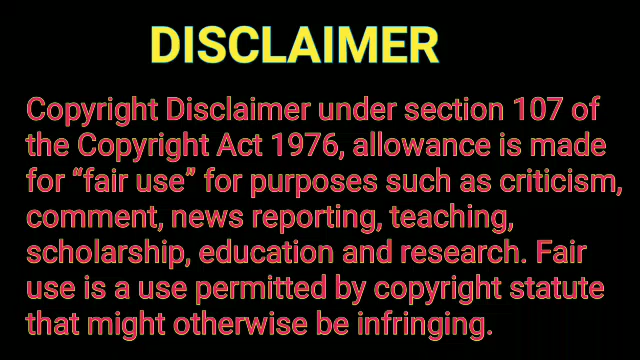 DISCLAIMER
Copyright Disclaimer under section 107 of
the Copyright Act 1976, allowance is made
for “fair use” for purposes such as criticism,
comment, news reporting, teaching,
scholarship, education and research. Fair
use is a use permitted by copyright statute
that might otherwise be infringing.